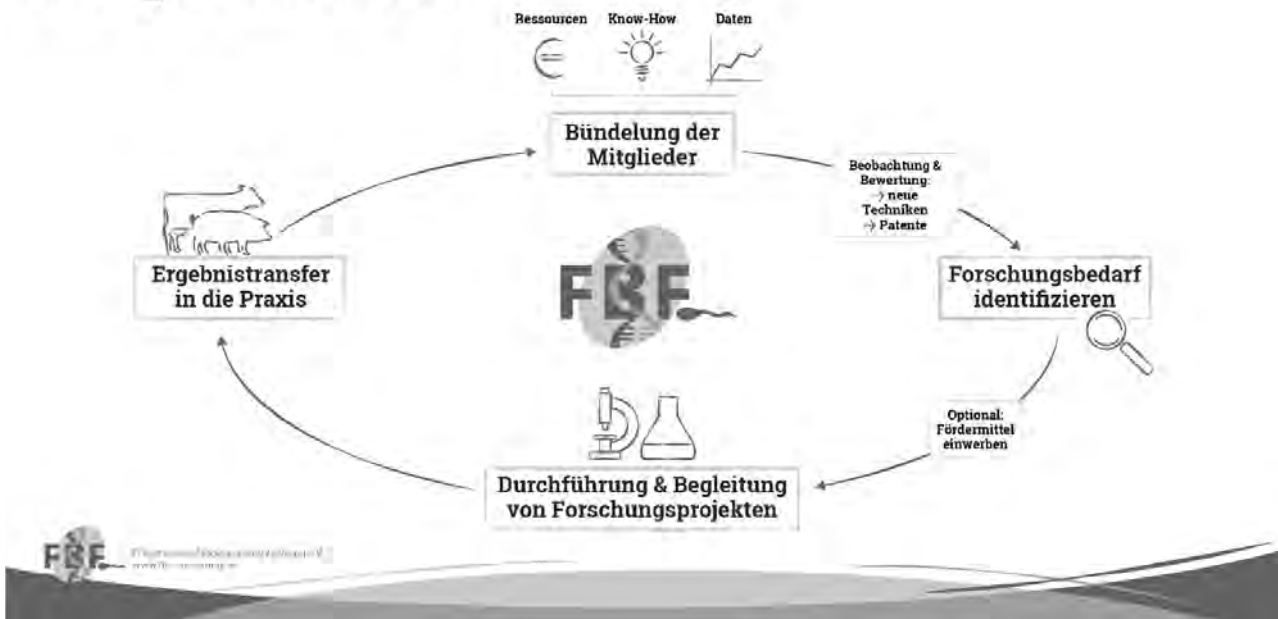 Ressourcen Know-How Daten
Bündelung der
Mitglieder
Beobachtung &
Bewertung:
→ neue
Techniken
→ Patente
Forschungsbedarf
identifizieren
Optional:
Fördermittel
einwerben
Durchführung & Begleitung
von Forschungsprojekten
Ergebnistransfer
in die Praxis
FBF
FBF